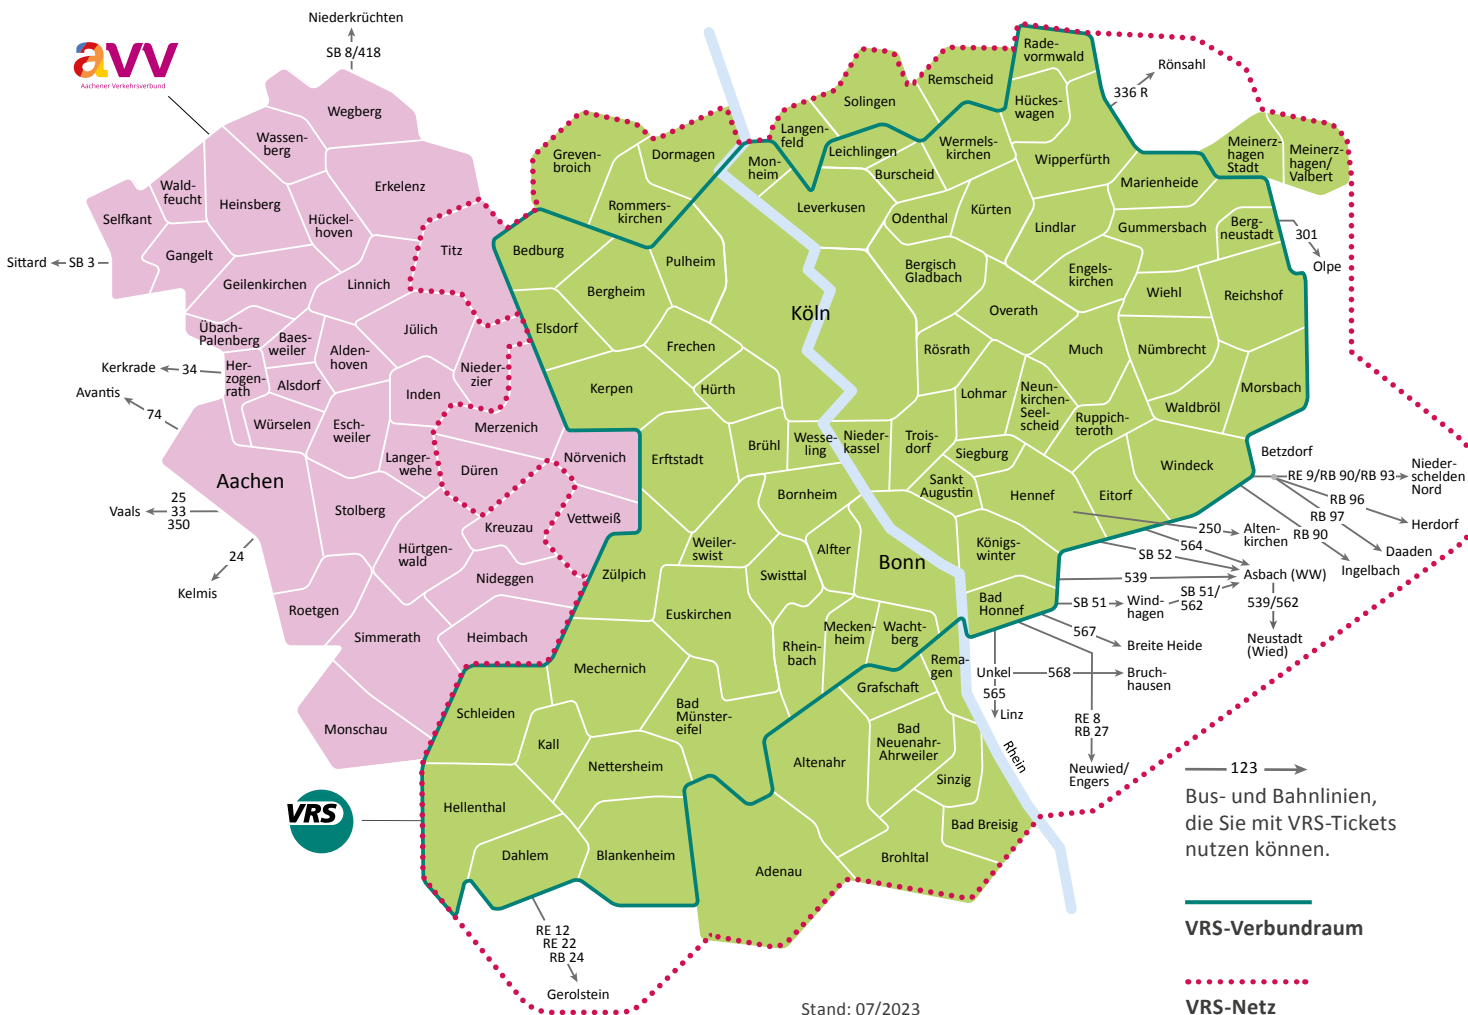 Niederkrüchten
SB 8/418
avv
Aachener Verkehrsverbund
Wegberg
Wassen-
berg
Erkelenz
Wald-
feucht
Heinsberg
Selfkant
Hückel-
hoven
Gangelt
Sittard
SB 3
Geilenkirchen
Linnich
Titz
Übach-
Palenberg
Baes-
weiler
Jülich
Alden-
hoven
Kerkrade
34
Her-
zogen-
rath
Alsdorf
Nieder-
zier
Avantis
74
Inden
Würselen
Esch-
weiler
Merzenich
Langer-
wehe
Düren
Nörvenich
Aachen
Vaals
25
33
350
Stolberg
Kreuzau
Vettweiß
24
Kelmis
Hürtgen-
wald
Nideggen
Roetgen
Simmerath
Heimbach
Monschau
Greven-
broich
Dormagen
Rommers-
kirchen
Langen-
feld
Solingen
Remscheid
Rade-
vormwald
Hückes-
wagen
336 R
Rönsahl
Mon-
heim
Leichlingen
Burscheid
Wermels-
kirchen
Wipperfürth
Meinerz-
hagen
Stadt
Meinerz-
hagen/
Valbert
Marienheide
Leverkusen
Odenthal
Kürten
Lindlar
Gummersbach
Berg-
neustadt
301
Olpe
Bedburg
Pulheim
Bergheim
Bergisch
Gladbach
Engels-
kirchen
Wiehl
Reichshof
Elsdorf
Köln
Overath
Frechen
Rösrath
Much
Nümbrecht
Kerpen
Hürth
Lohmar
Neun-
kirchen-
Seel-
scheid
Ruppich-
teroth
Waldbröl
Morsbach
Erftstadt
Brühl
Wesse-
ling
Nieder-
kassel
Trois-
dorf
Siegburg
Windeck
Betzdorf
RE 9/RB 90/RB 93
Nieder-
schelden
Nord
RB 96
Herdorf
RB 97
Daaden
RB 90
Ingelbach
Bornheim
Sankt
Augustin
Hennef
Eitorf
250
Alten-
kirchen
564
SB 52
Asbach (WW)
539
Weiler-
swist
Alfter
Bonn
Königs-
winter
Zülpich
Swisttal
Bad
Honnef
SB 51
Wind-
hagen
SB 51/
562
539/562
Neustadt
(Wied)
567
Breite Heide
Euskirchen
Rhein-
bach
Mecken-
heim
Wacht-
berg
Rema-
gen
Unkel
568
Bruch-
hausen
565
Linz
Mechernich
Grafschaft
Schleiden
Bad
Münster-
eifel
Kall
Nettersheim
Altenahr
Bad
Neuenahr-
Ahrweiler
Sinzig
Rhein
RE 8
RB 27
Neuwied/
Engers
Hellenthal
VRS
Bad Breisig
Dahlem
Blankenheim
Adenau
Brohltal
RE 12
RE 22
RB 24
Gerolstein
123
Bus- und Bahnlinien,
die Sie mit VRS-Tickets
nutzen können.
VRS-Verbundraum
VRS-Netz
Stand: 07/2023